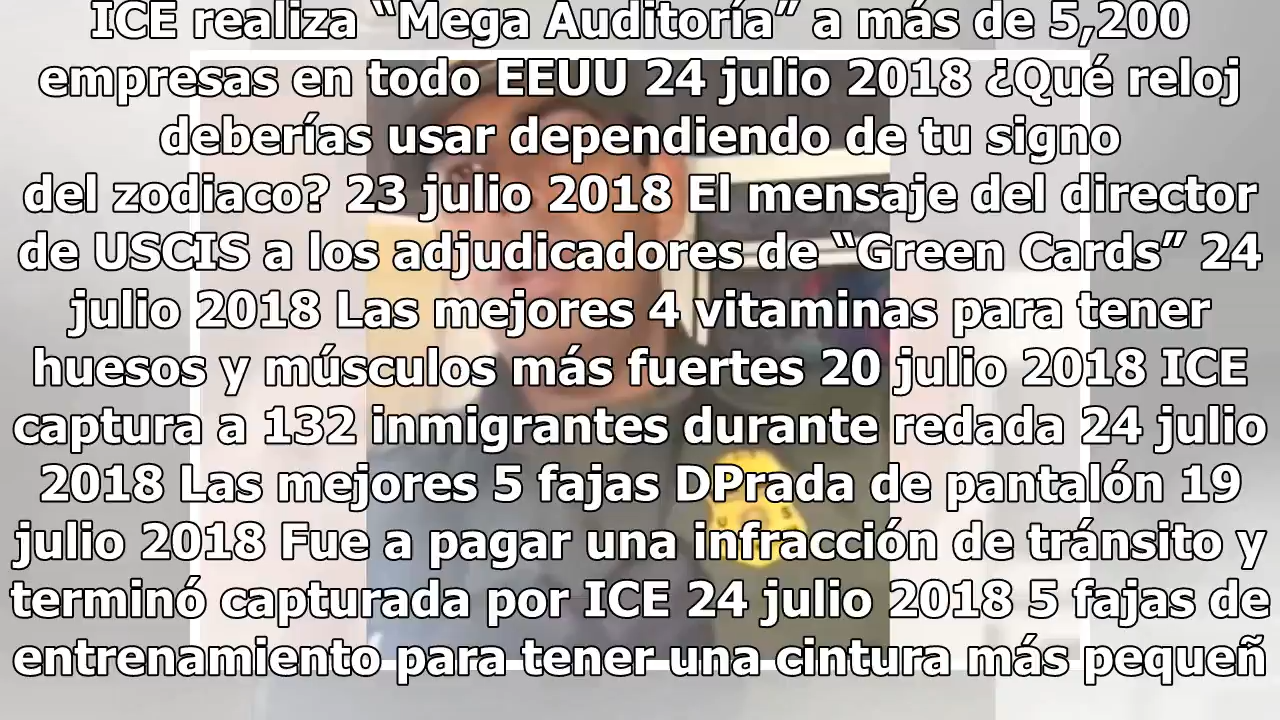 ICE realiza “Mega Auditoría” a más de 5,200
empresas en todo EEUU 24 julio 2018 ¿Qué reloj
deberías usar dependiendo de tu signo
del zodiaco? 23 julio 2018 El mensaje del director
de USCIS a los adjudicadores de “Green Cards” 24
julio 2018 Las mejores 4 vitaminas para tener
huesos y músculos más fuertes 20 julio 2018 ICE
captura a 132 inmigrantes durante redada 24 julio
2018 Las mejores 5 fajas DPrada de pantalón 19
julio 2018 Fue a pagar una infracción de tránsito y
terminó capturada por ICE 24 julio 2018 5 fajas de
entrenamiento para tener una cintura más pequeñ